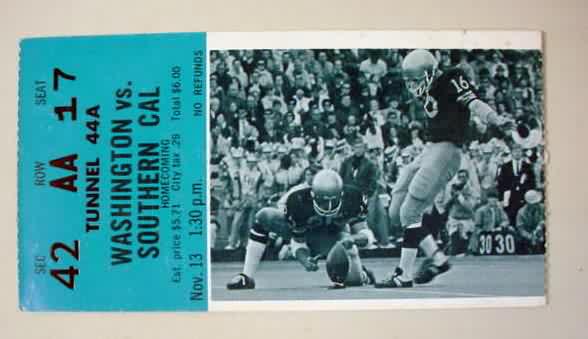 SEC ROW SEAT
42 AA 17
TUNNEL 44A
WASHINGTON vs.
SOUTHERN CAL
HOMECOMING
Est. price $5.71 City tax .29 Total $6.00
Nov. 13 1:30 p.m. NO REFUNDS
16
30 30